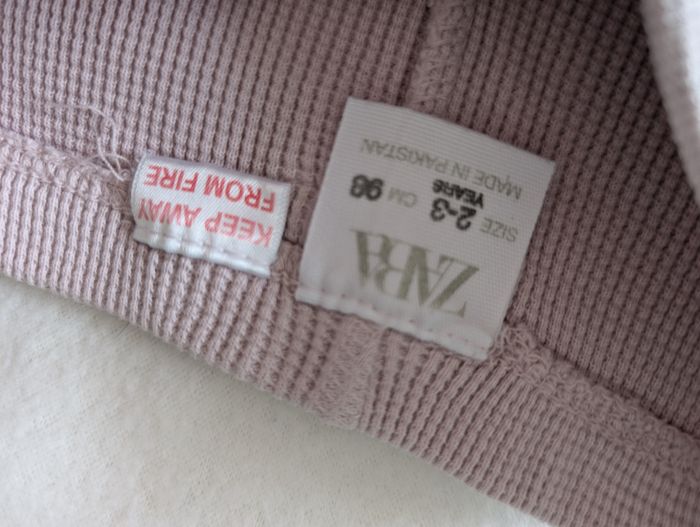 ZARA
SIZE 2-3 YEARS CM 98
MADE IN PAKISTAN
KEEP AWAY
FROM FIRE